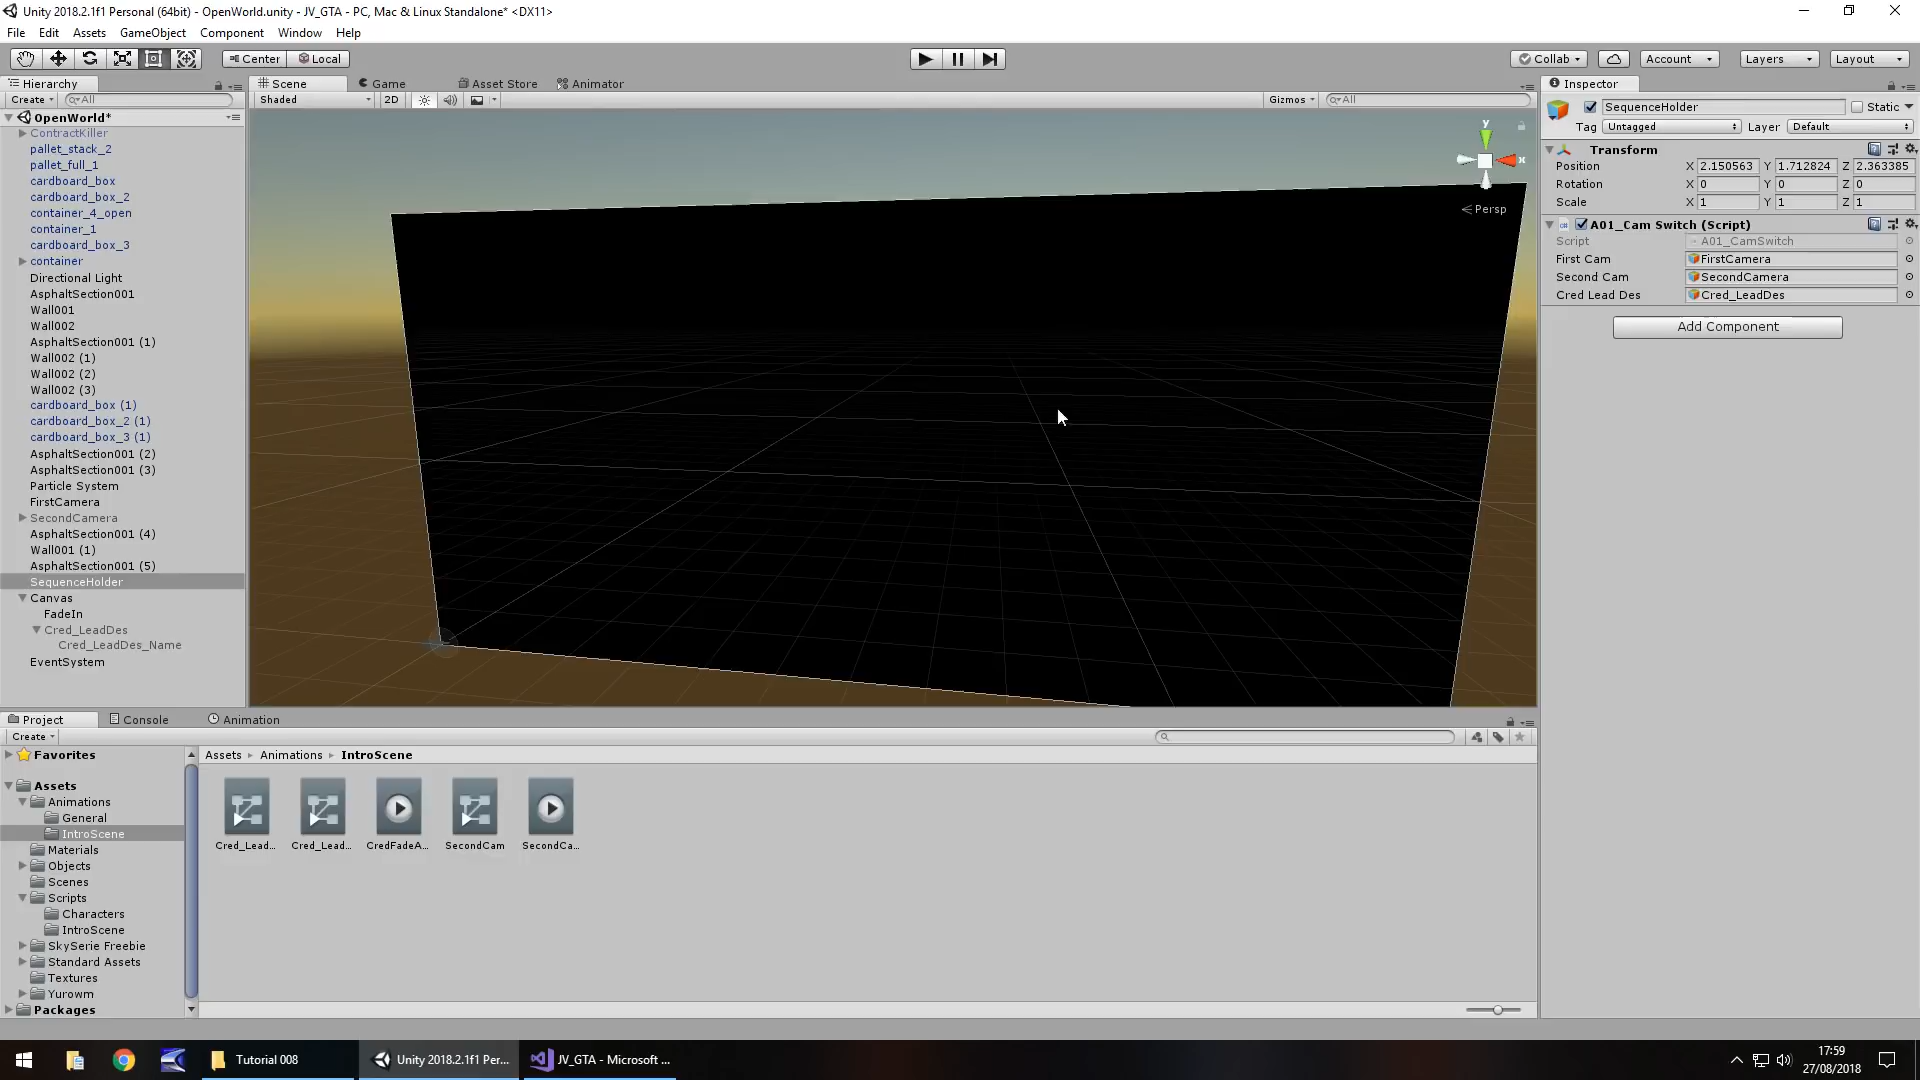 Unity 2018.2.1f1 Personal (64bit) - OpenWorld.unity - JV_GTA - PC, Mac & Linux Standalone* <DX11>
File Edit Assets GameObject Component Window Help
Center Local Collab Account Layers Layout
Hierarchy
Create All
OpenWorld*
ContractKiller
pallet_stack_2
pallet_full_1
cardboard_box
cardboard_box_2
container_4_open
container_1
cardboard_box_3
container
Directional Light
AsphaltSection001
Wall001
Wall002
AsphaltSection001 (1)
Wall002 (1)
Wall002 (2)
Wall002 (3)
cardboard_box (1)
cardboard_box_2 (1)
cardboard_box_3 (1)
AsphaltSection001 (2)
AsphaltSection001 (3)
Particle System
FirstCamera
SecondCamera
AsphaltSection001 (4)
Wall001 (1)
AsphaltSection001 (5)
SequenceHolder
Canvas
FadeIn
Cred_LeadDes
Cred_LeadDes_Name
EventSystem
Scene Game Asset Store Animator
Shaded 2D Gizmos All
y
x
Persp
Inspector
SequenceHolder Static
Tag Untagged Layer Default
Transform
Position X 2.150563 Y 1.712824 Z 2.363385
Rotation X 0 Y 0 Z 0
Scale X 1 Y 1 Z 1
A01_Cam Switch (Script)
Script A01_CamSwitch
First Cam FirstCamera
Second Cam SecondCamera
Cred Lead Des Cred_LeadDes
Add Component
Project Console Animation
Create
Favorites
Assets
Animations
General
IntroScene
Materials
Objects
Scenes
Scripts
Characters
IntroScene
SkySerie Freebie
Standard Assets
Textures
Yurowm
Packages
Assets Animations IntroScene
Cred_Lead... Cred_Lead... CredFadeA... SecondCam SecondCa...
Tutorial 008 Unity 2018.2.1f1 Per... JV_GTA - Microsoft ...
17:59
27/08/2018